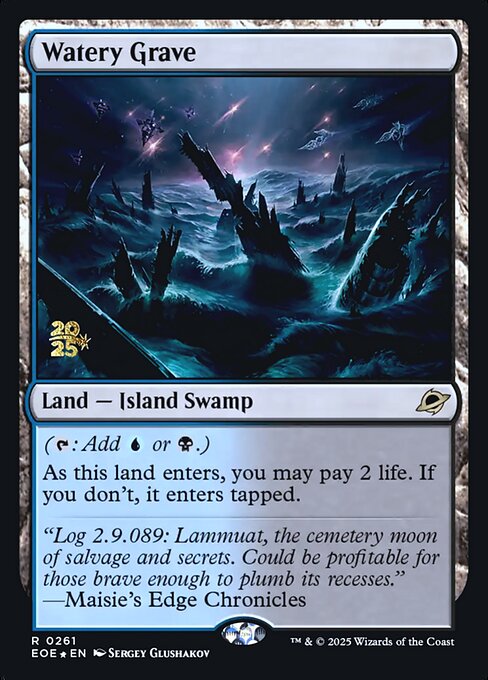 Watery Grave
20
25
Land — Island Swamp
( : Add or .)
As this land enters, you may pay 2 life. If
you don't, it enters tapped.
“Log 2.9.089: Lammuat, the cemetery moon
of salvage and secrets. Could be profitable for
those brave enough to plumb its recesses.”
—Maisie's Edge Chronicles
R 0261
EOE★EN Sergey Glushakov
™ & © 2025 Wizards of the Coast